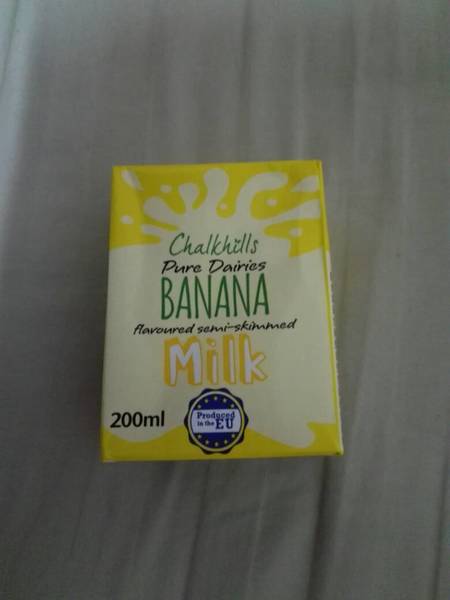 Chalkhills
Pure Dairies
BANANA
flavoured semi-skimmed
Milk
200ml
Produced
in the EU